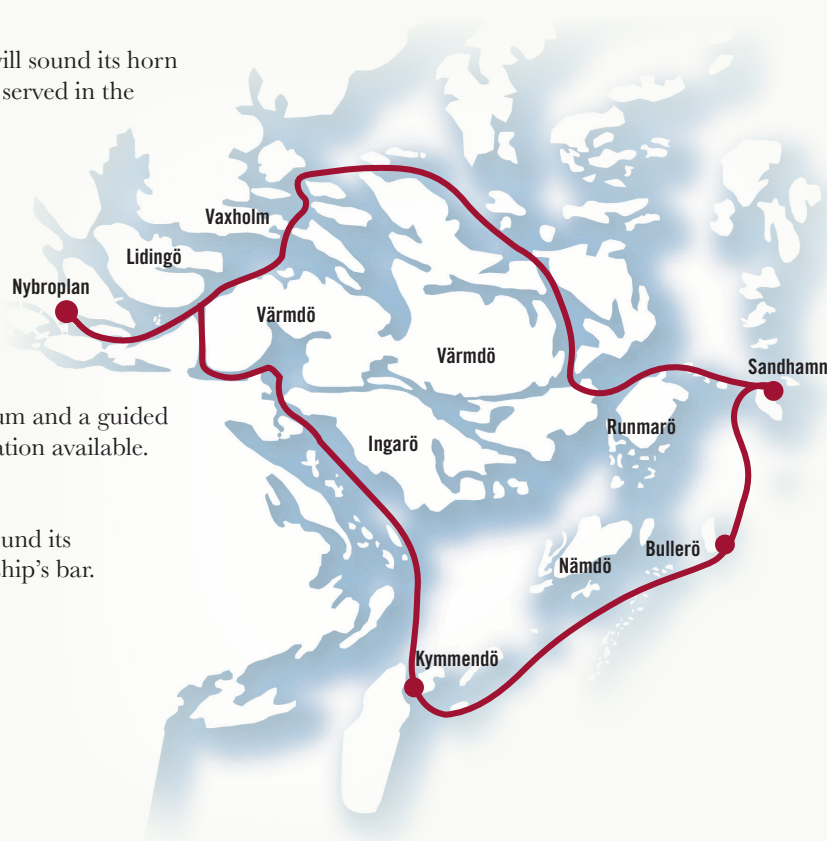 will sound its horn
served in the
Vaxholm
Lidingö
Nybroplan
Värmdö
Värmdö
Sandhamn
um and a guided
Runmarö
ation available.
Ingarö
und its
Bullerö
hip's bar.
Nämdö
Kymmendö